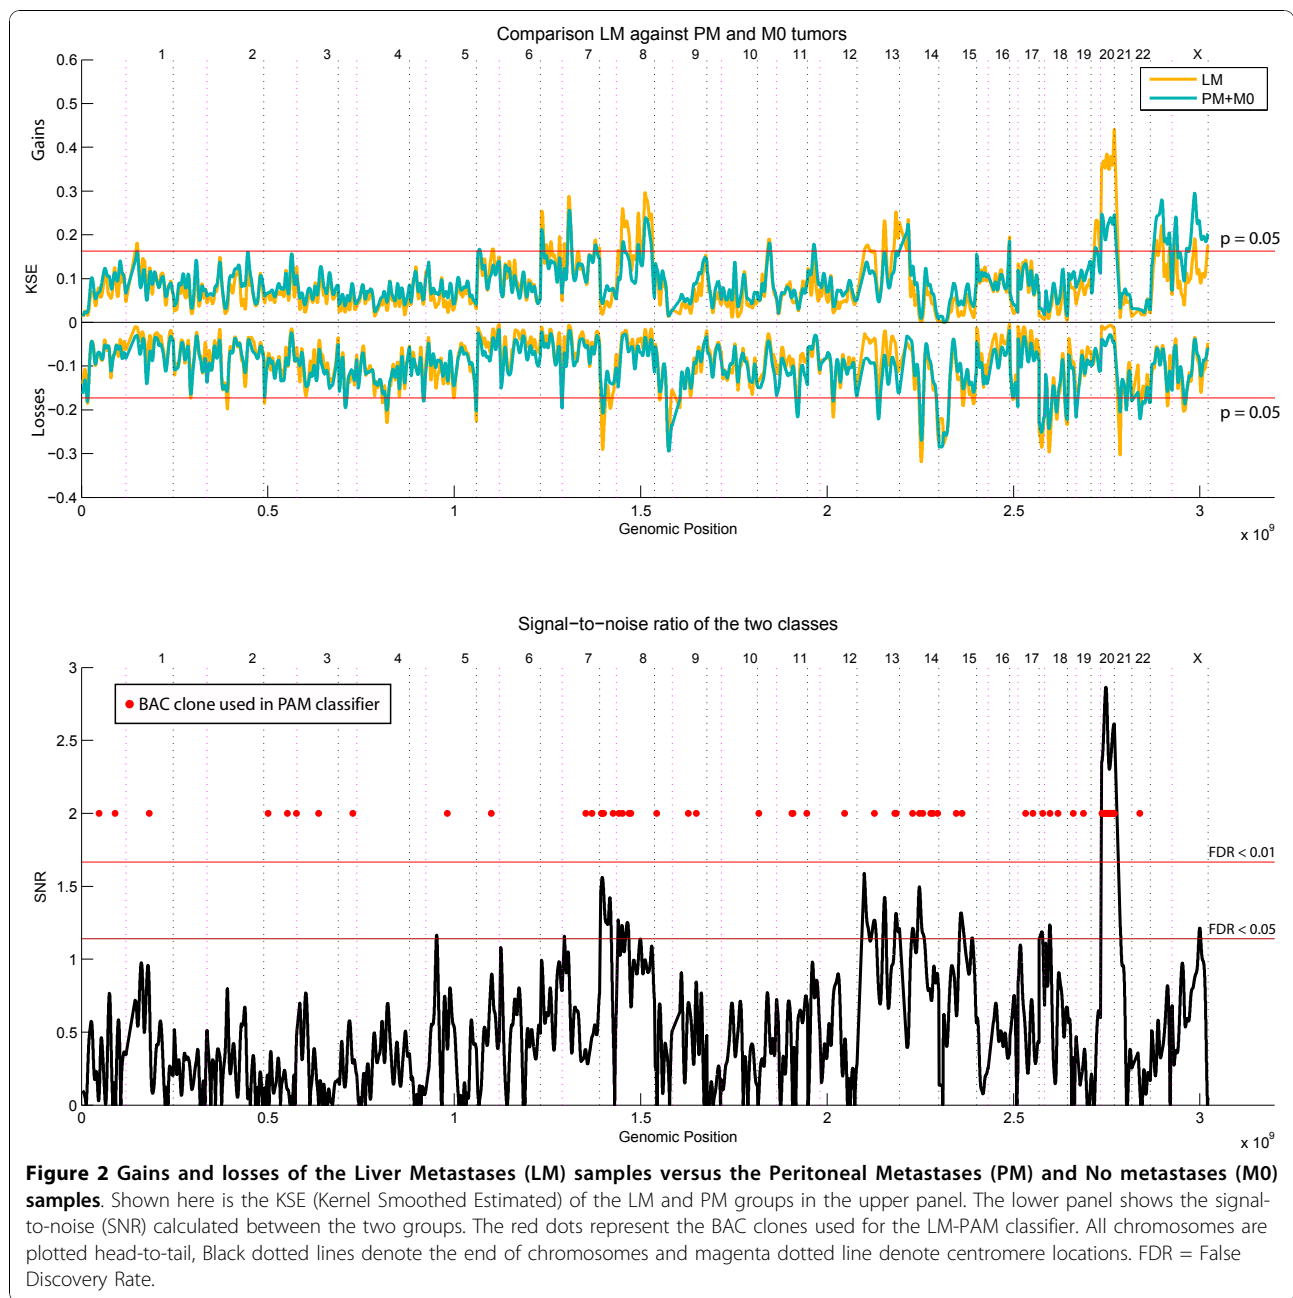 Comparison LM against PM and M0 tumors
1 2 3 4 5 6 7 8 9 10 11 12 13 14 15 16 17 18 19 20 21 22 X
0.6
0.5
0.4
0.3
0.2
0.1
0
−0.1
−0.2
−0.3
−0.4
Gains
KSE
Losses
LM
PM+M0
p = 0.05
p = 0.05
0 0.5 1 1.5 2 2.5 3
Genomic Position
x 10⁹
Signal−to−noise ratio of the two classes
1 2 3 4 5 6 7 8 9 10 11 12 13 14 15 16 17 18 19 20 21 22 X
3
2.5
2
1.5
1
0.5
0
SNR
BAC clone used in PAM classifier
FDR < 0.01
FDR < 0.05
0 0.5 1 1.5 2 2.5 3
Genomic Position
x 10⁹
Figure 2 Gains and losses of the Liver Metastases (LM) samples versus the Peritoneal Metastases (PM) and No metastases (M0)
samples. Shown here is the KSE (Kernel Smoothed Estimated) of the LM and PM groups in the upper panel. The lower panel shows the signal-
to-noise (SNR) calculated between the two groups. The red dots represent the BAC clones used for the LM-PAM classifier. All chromosomes are
plotted head-to-tail, Black dotted lines denote the end of chromosomes and magenta dotted line denote centromere locations. FDR = False
Discovery Rate.